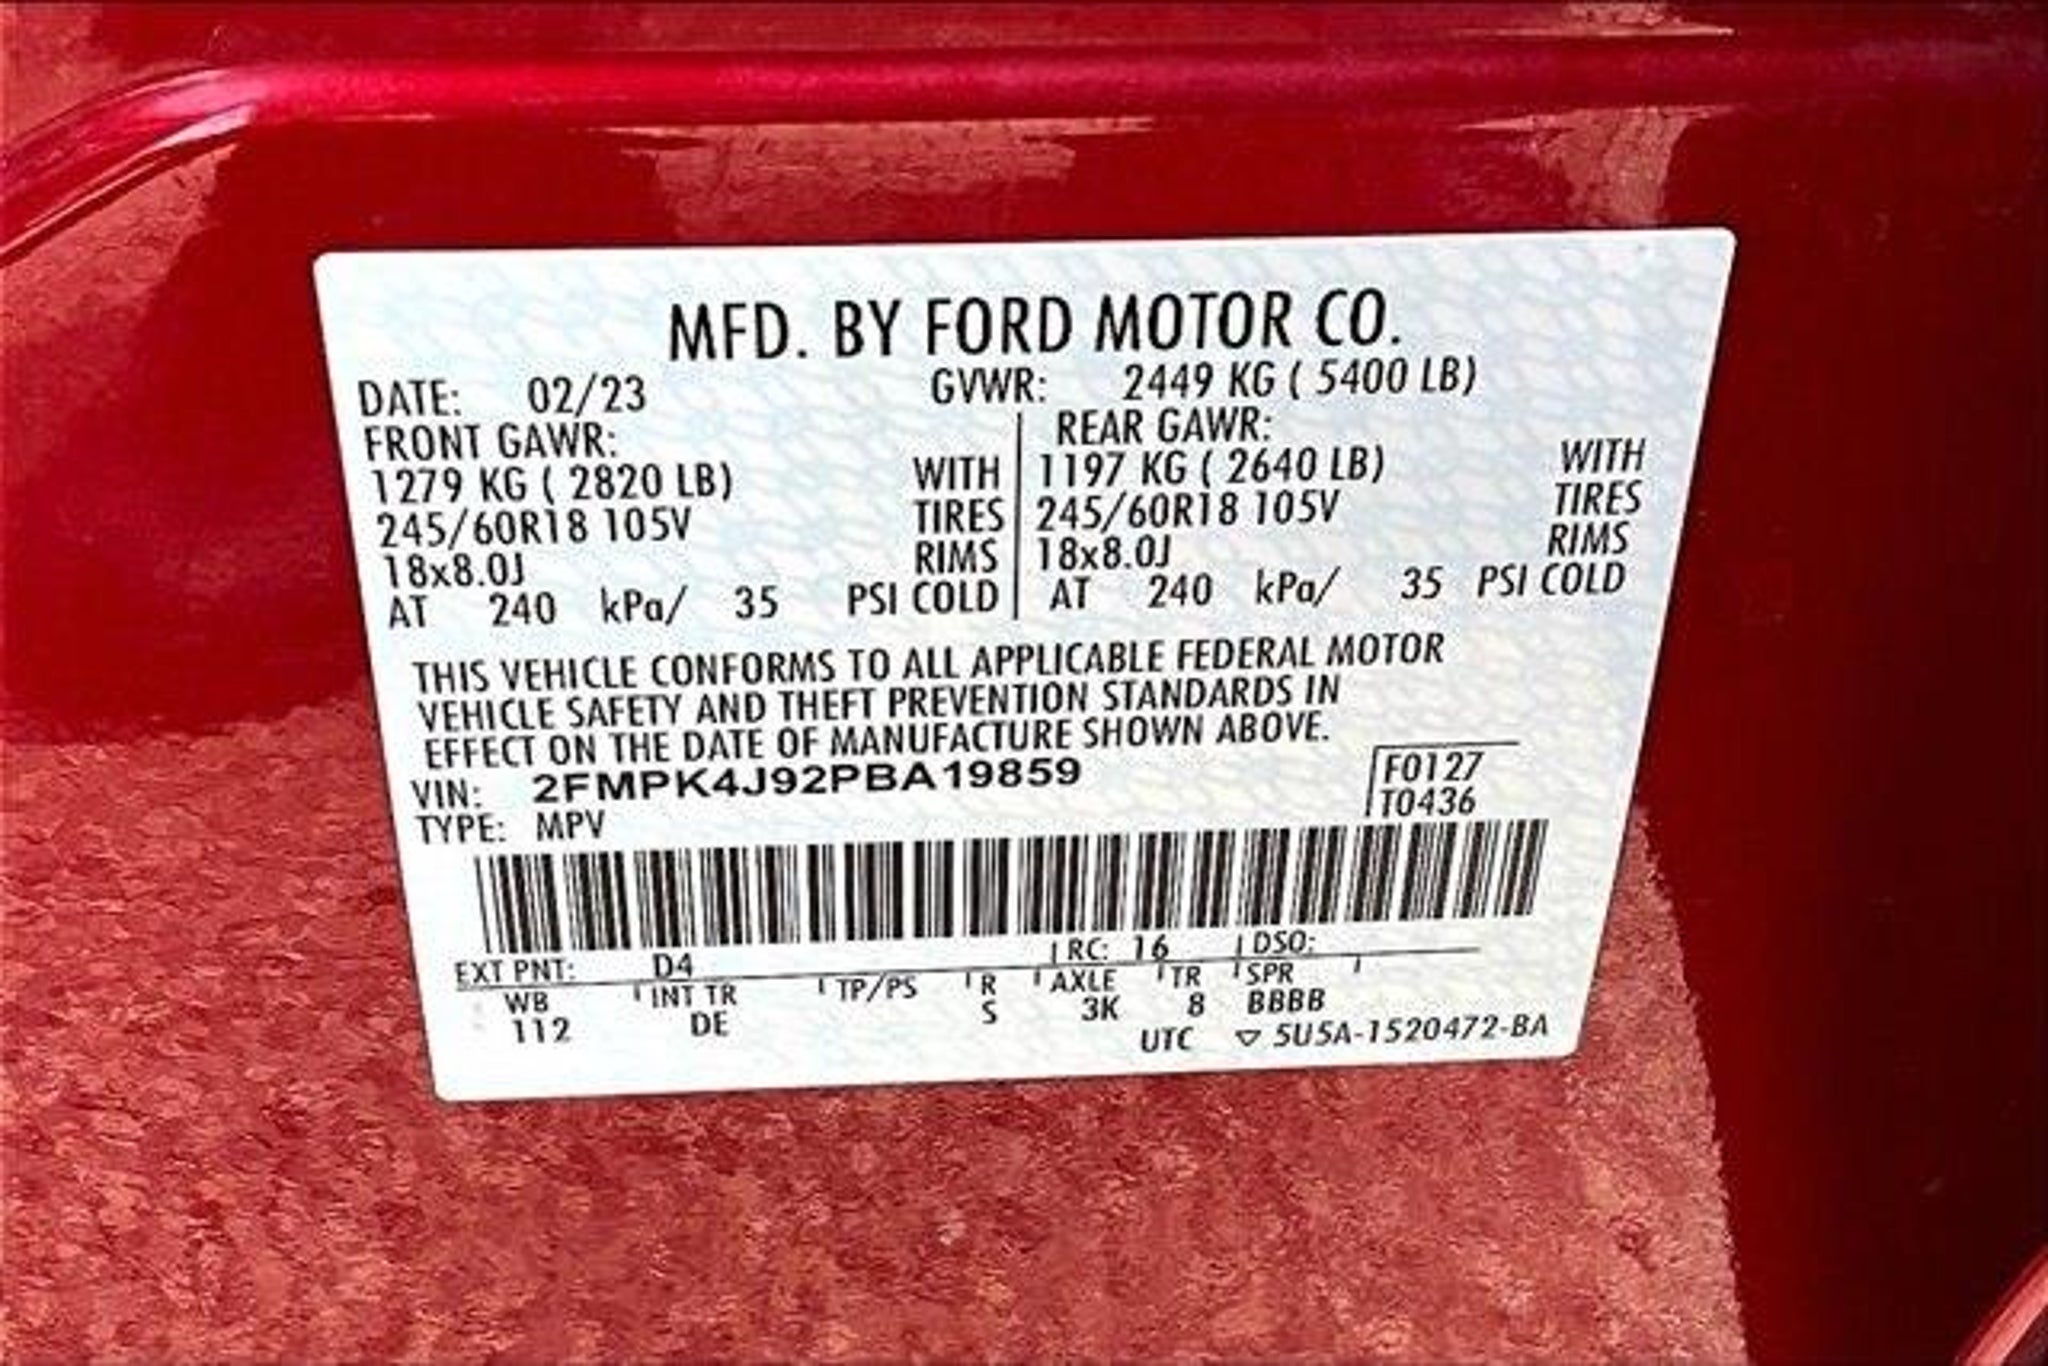 MFD. BY FORD MOTOR CO.
DATE: 02/23 GVWR: 2449 KG ( 5400 LB)
FRONT GAWR: REAR GAWR:
1279 KG ( 2820 LB) WITH 1197 KG ( 2640 LB) WITH
245/60R18 105V TIRES 245/60R18 105V TIRES
18x8.0J RIMS 18x8.0J RIMS
AT 240 kPa/ 35 PSI COLD AT 240 kPa/ 35 PSI COLD
THIS VEHICLE CONFORMS TO ALL APPLICABLE FEDERAL MOTOR
VEHICLE SAFETY AND THEFT PREVENTION STANDARDS IN
EFFECT ON THE DATE OF MANUFACTURE SHOWN ABOVE.
VIN: 2FMPK4J92PBA19859 F0127
TYPE: MPV T0436
EXT PNT: D4 RC: 16 DSO:
WB INT TR TP/PS R AXLE TR SPR
112 DE S 3K 8 BBBB
UTC ▽ 5U5A-1520472-BA